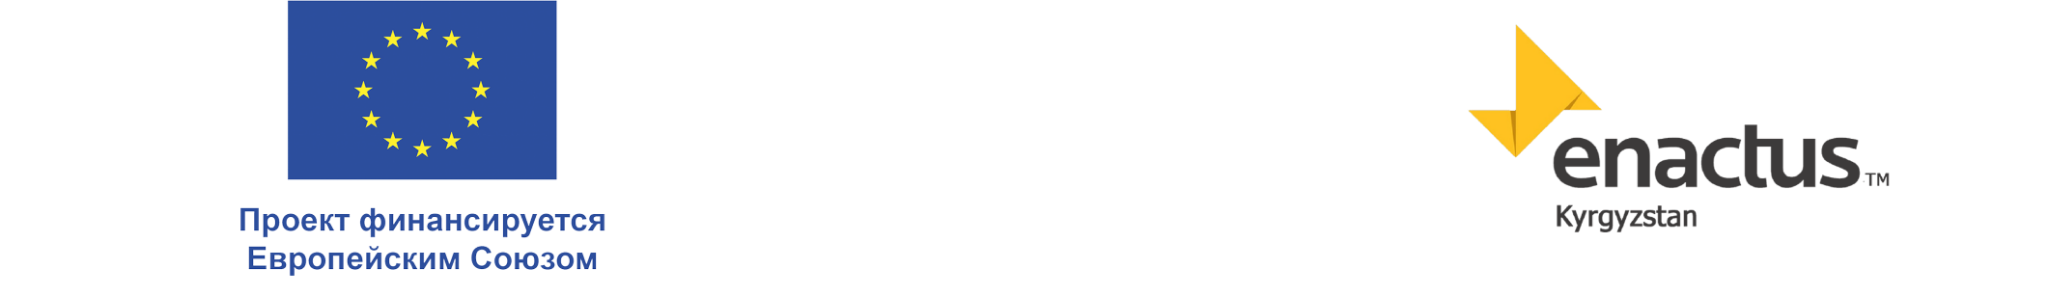 Проект финансируется
Европейским Союзом
enactus™
Kyrgyzstan